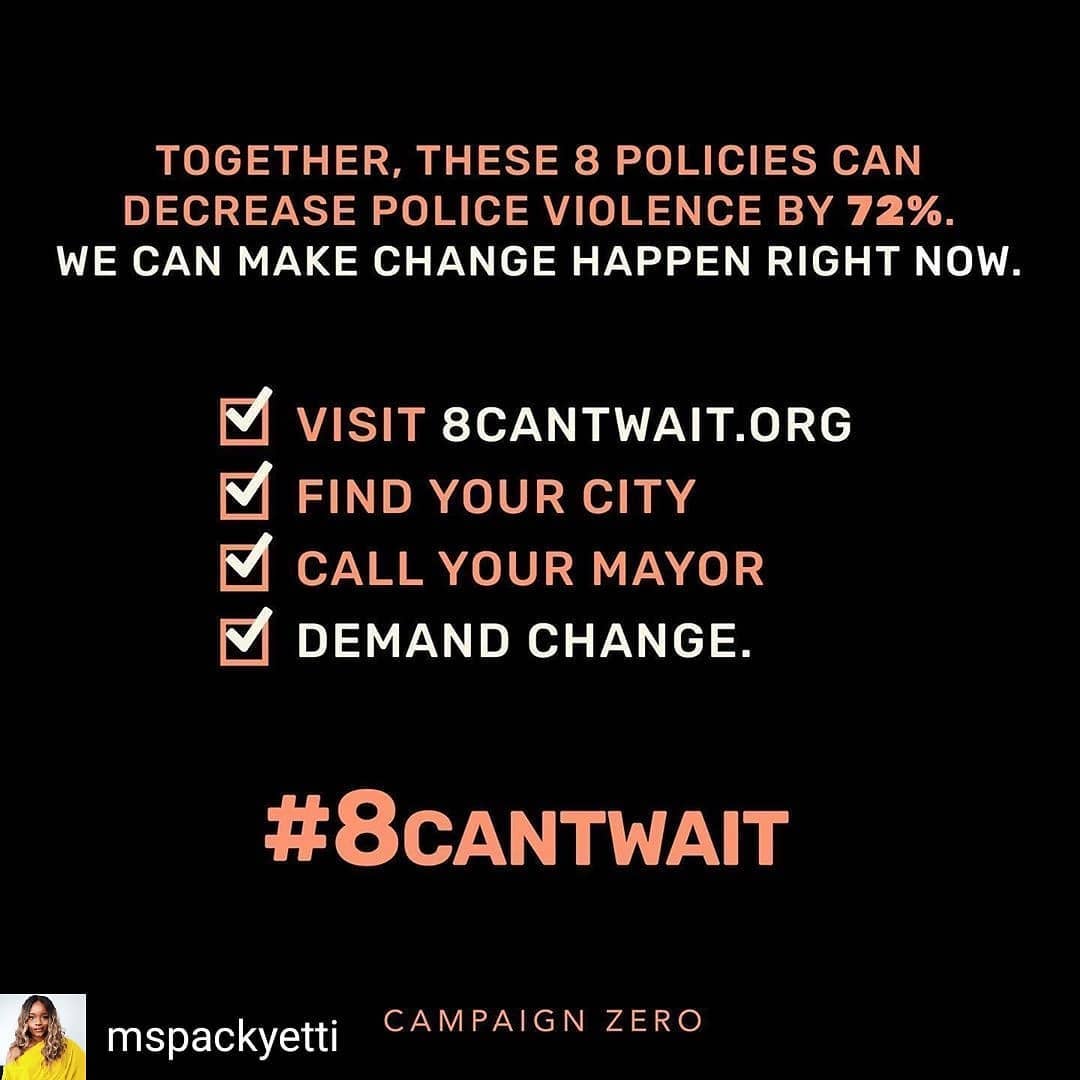 TOGETHER, THESE 8 POLICIES CAN
DECREASE POLICE VIOLENCE BY 72%.
WE CAN MAKE CHANGE HAPPEN RIGHT NOW.
VISIT 8CANTWAIT.ORG
FIND YOUR CITY
CALL YOUR MAYOR
DEMAND CHANGE.
#8CANTWAIT
CAMPAIGN ZERO
mspackyetti